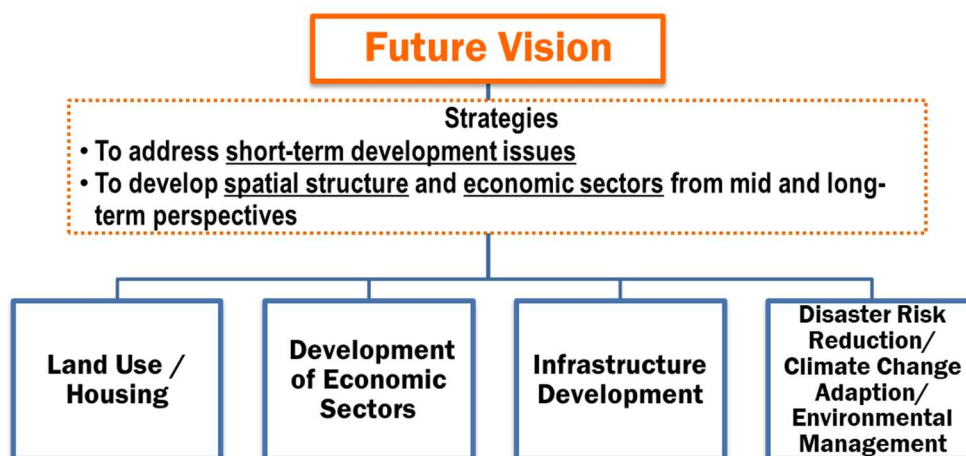 Future Vision
Strategies
• To address short-term development issues
• To develop spatial structure and economic sectors from mid and long-
term perspectives
Land Use /
Housing
Development
of Economic
Sectors
Infrastructure
Development
Disaster Risk
Reduction/
Climate Change
Adaption/
Environmental
Management